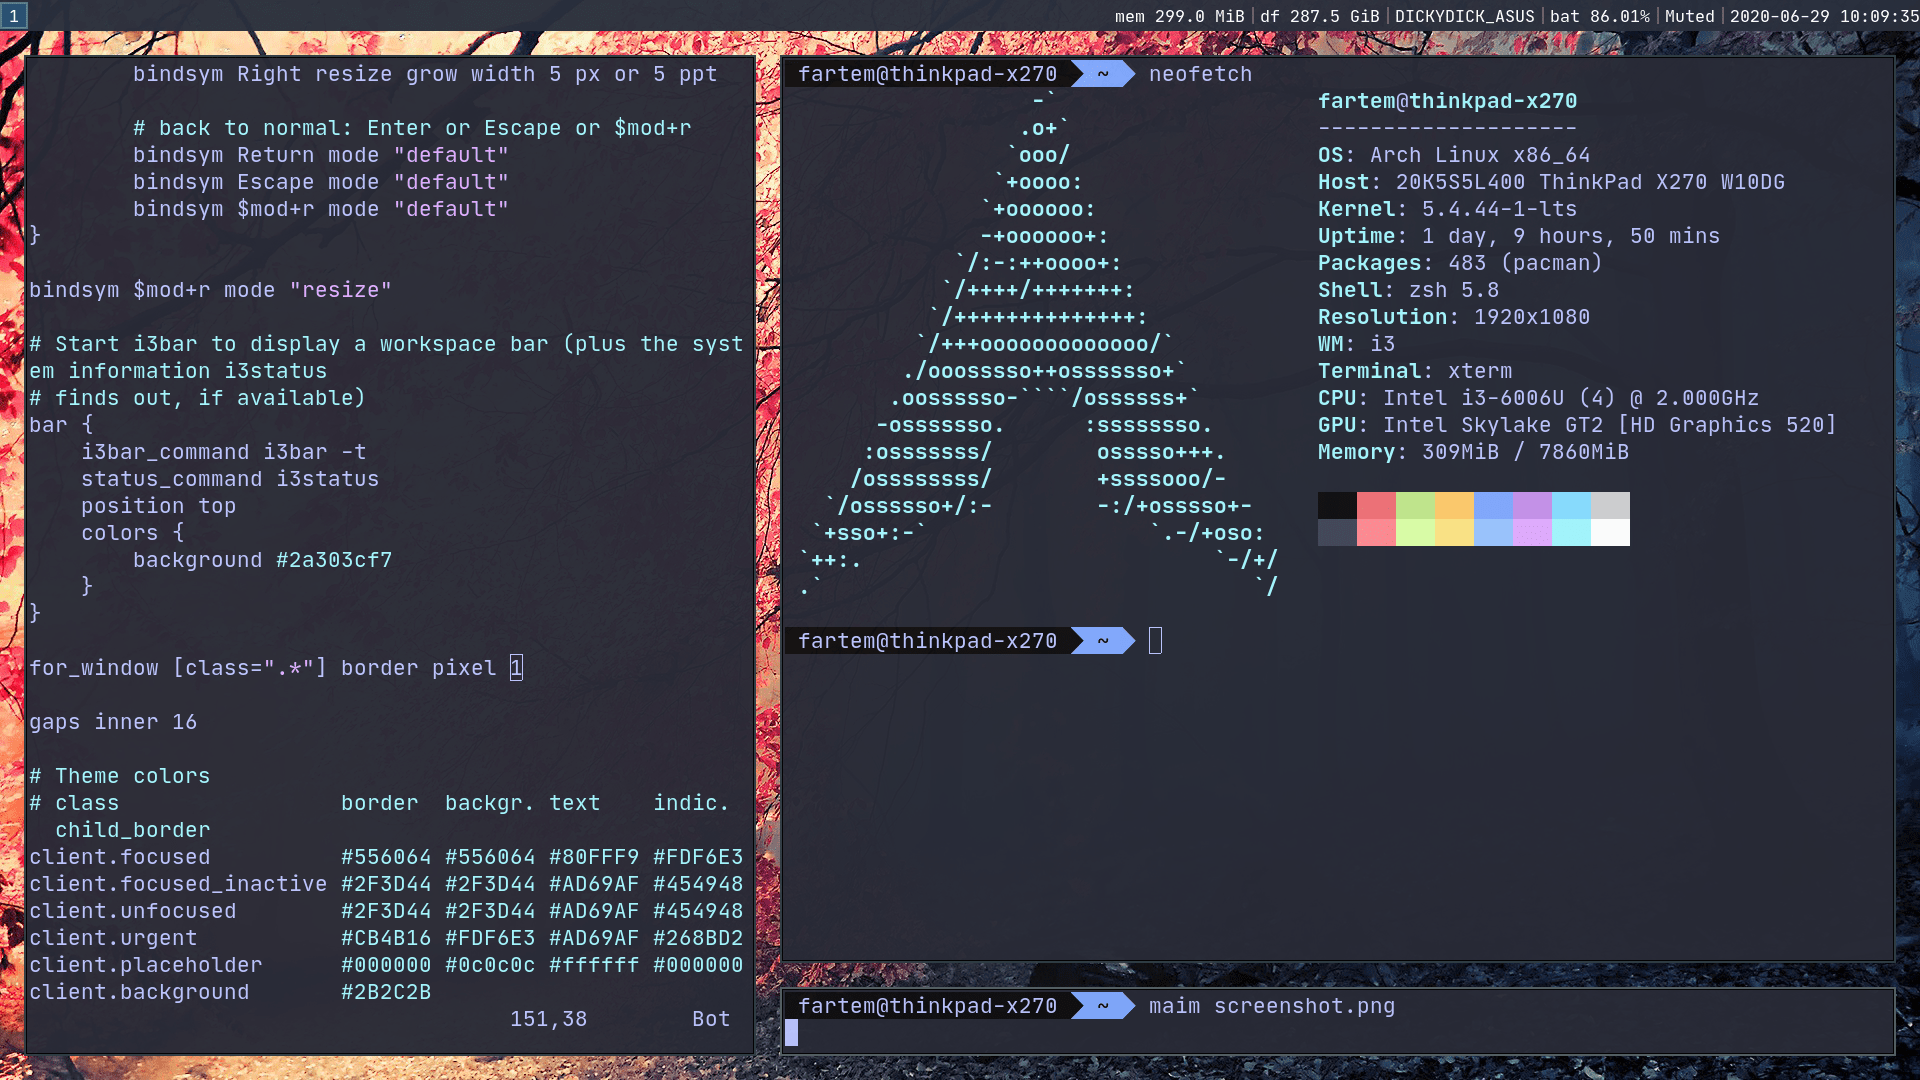 1
mem 299.0 MiB|df 287.5 GiB|DICKYDICK_ASUS|bat 86.01%|Muted|2020-06-29 10:09:35
        bindsym Right resize grow width 5 px or 5 ppt
        # back to normal: Enter or Escape or $mod+r
        bindsym Return mode "default"
        bindsym Escape mode "default"
        bindsym $mod+r mode "default"
}
bindsym $mod+r mode "resize"
# Start i3bar to display a workspace bar (plus the syst
em information i3status
# finds out, if available)
bar {
    i3bar_command i3bar -t
    status_command i3status
    position top
    colors {
        background #2a303cf7
    }
}
for_window [class=".*"] border pixel 1
gaps inner 16
# Theme colors
# class                 border  backgr. text    indic.
  child_border
client.focused          #556064 #556064 #80FFF9 #FDF6E3
client.focused_inactive #2F3D44 #2F3D44 #AD69AF #454948
client.unfocused        #2F3D44 #2F3D44 #AD69AF #454948
client.urgent           #CB4B16 #FDF6E3 #AD69AF #268BD2
client.placeholder      #000000 #0c0c0c #ffffff #000000
client.background       #2B2C2B
151,38        Bot
fartem@thinkpad-x270 ~ neofetch
                  -`
                 .o+`
                `ooo/
               `+oooo:
              `+oooooo:
              -+oooooo+:
            `/:-:++oooo+:
           `/++++/+++++++:
          `/++++++++++++++:
         `/+++ooooooooooooo/`
        ./ooosssso++osssssso+`
       .oossssso-````/ossssss+`
      -osssssso.      :ssssssso.
     :osssssss/        osssso+++.
    /ossssssss/        +ssssooo/-
  `/ossssso+/:-        -:/+osssso+-
 `+sso+:-`                 `.-/+oso:
`++:.                           `-/+/
.`                                 `/
fartem@thinkpad-x270
--------------------
OS: Arch Linux x86_64
Host: 20K5S5L400 ThinkPad X270 W10DG
Kernel: 5.4.44-1-lts
Uptime: 1 day, 9 hours, 50 mins
Packages: 483 (pacman)
Shell: zsh 5.8
Resolution: 1920x1080
WM: i3
Terminal: xterm
CPU: Intel i3-6006U (4) @ 2.000GHz
GPU: Intel Skylake GT2 [HD Graphics 520]
Memory: 309MiB / 7860MiB
fartem@thinkpad-x270 ~
fartem@thinkpad-x270 ~ maim screenshot.png